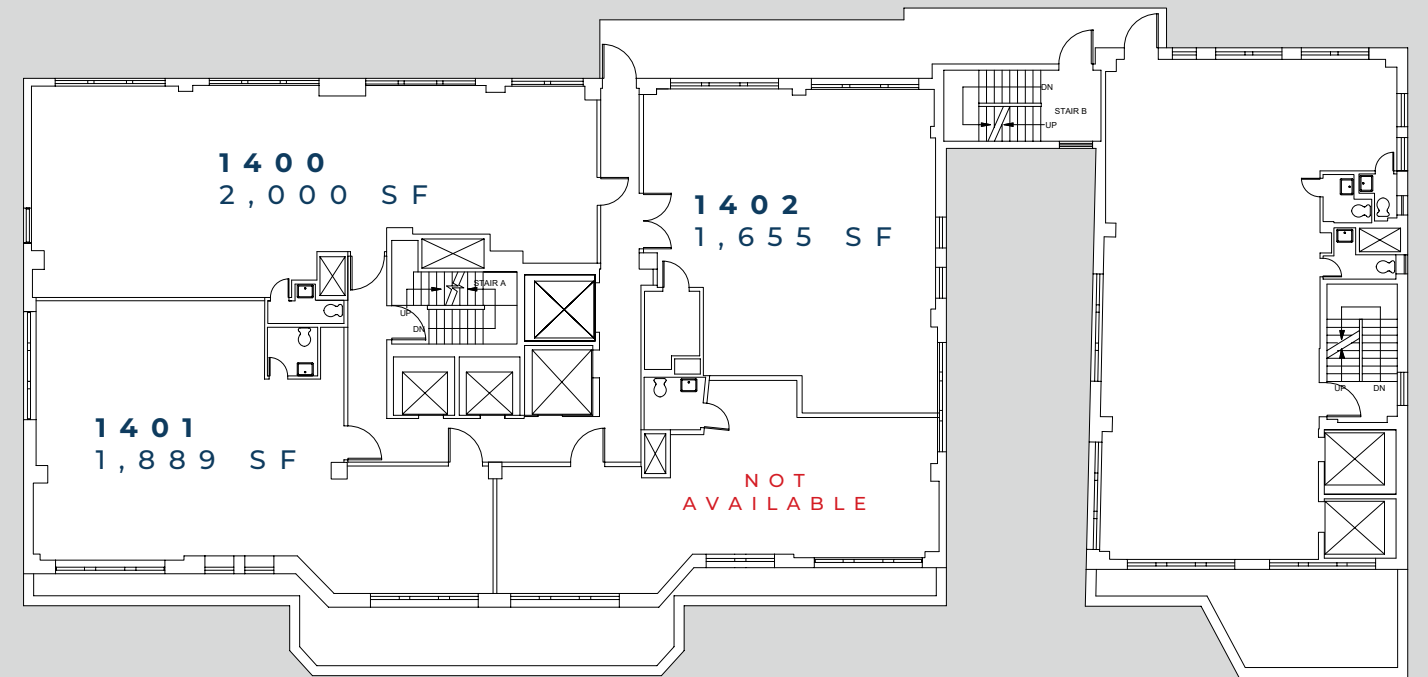 DN
STAIR B
UP
1400
2,000 SF
1402
1,655 SF
STAIR A
UP
DN
UP
DN
1401
1,889 SF
NOT
AVAILABLE